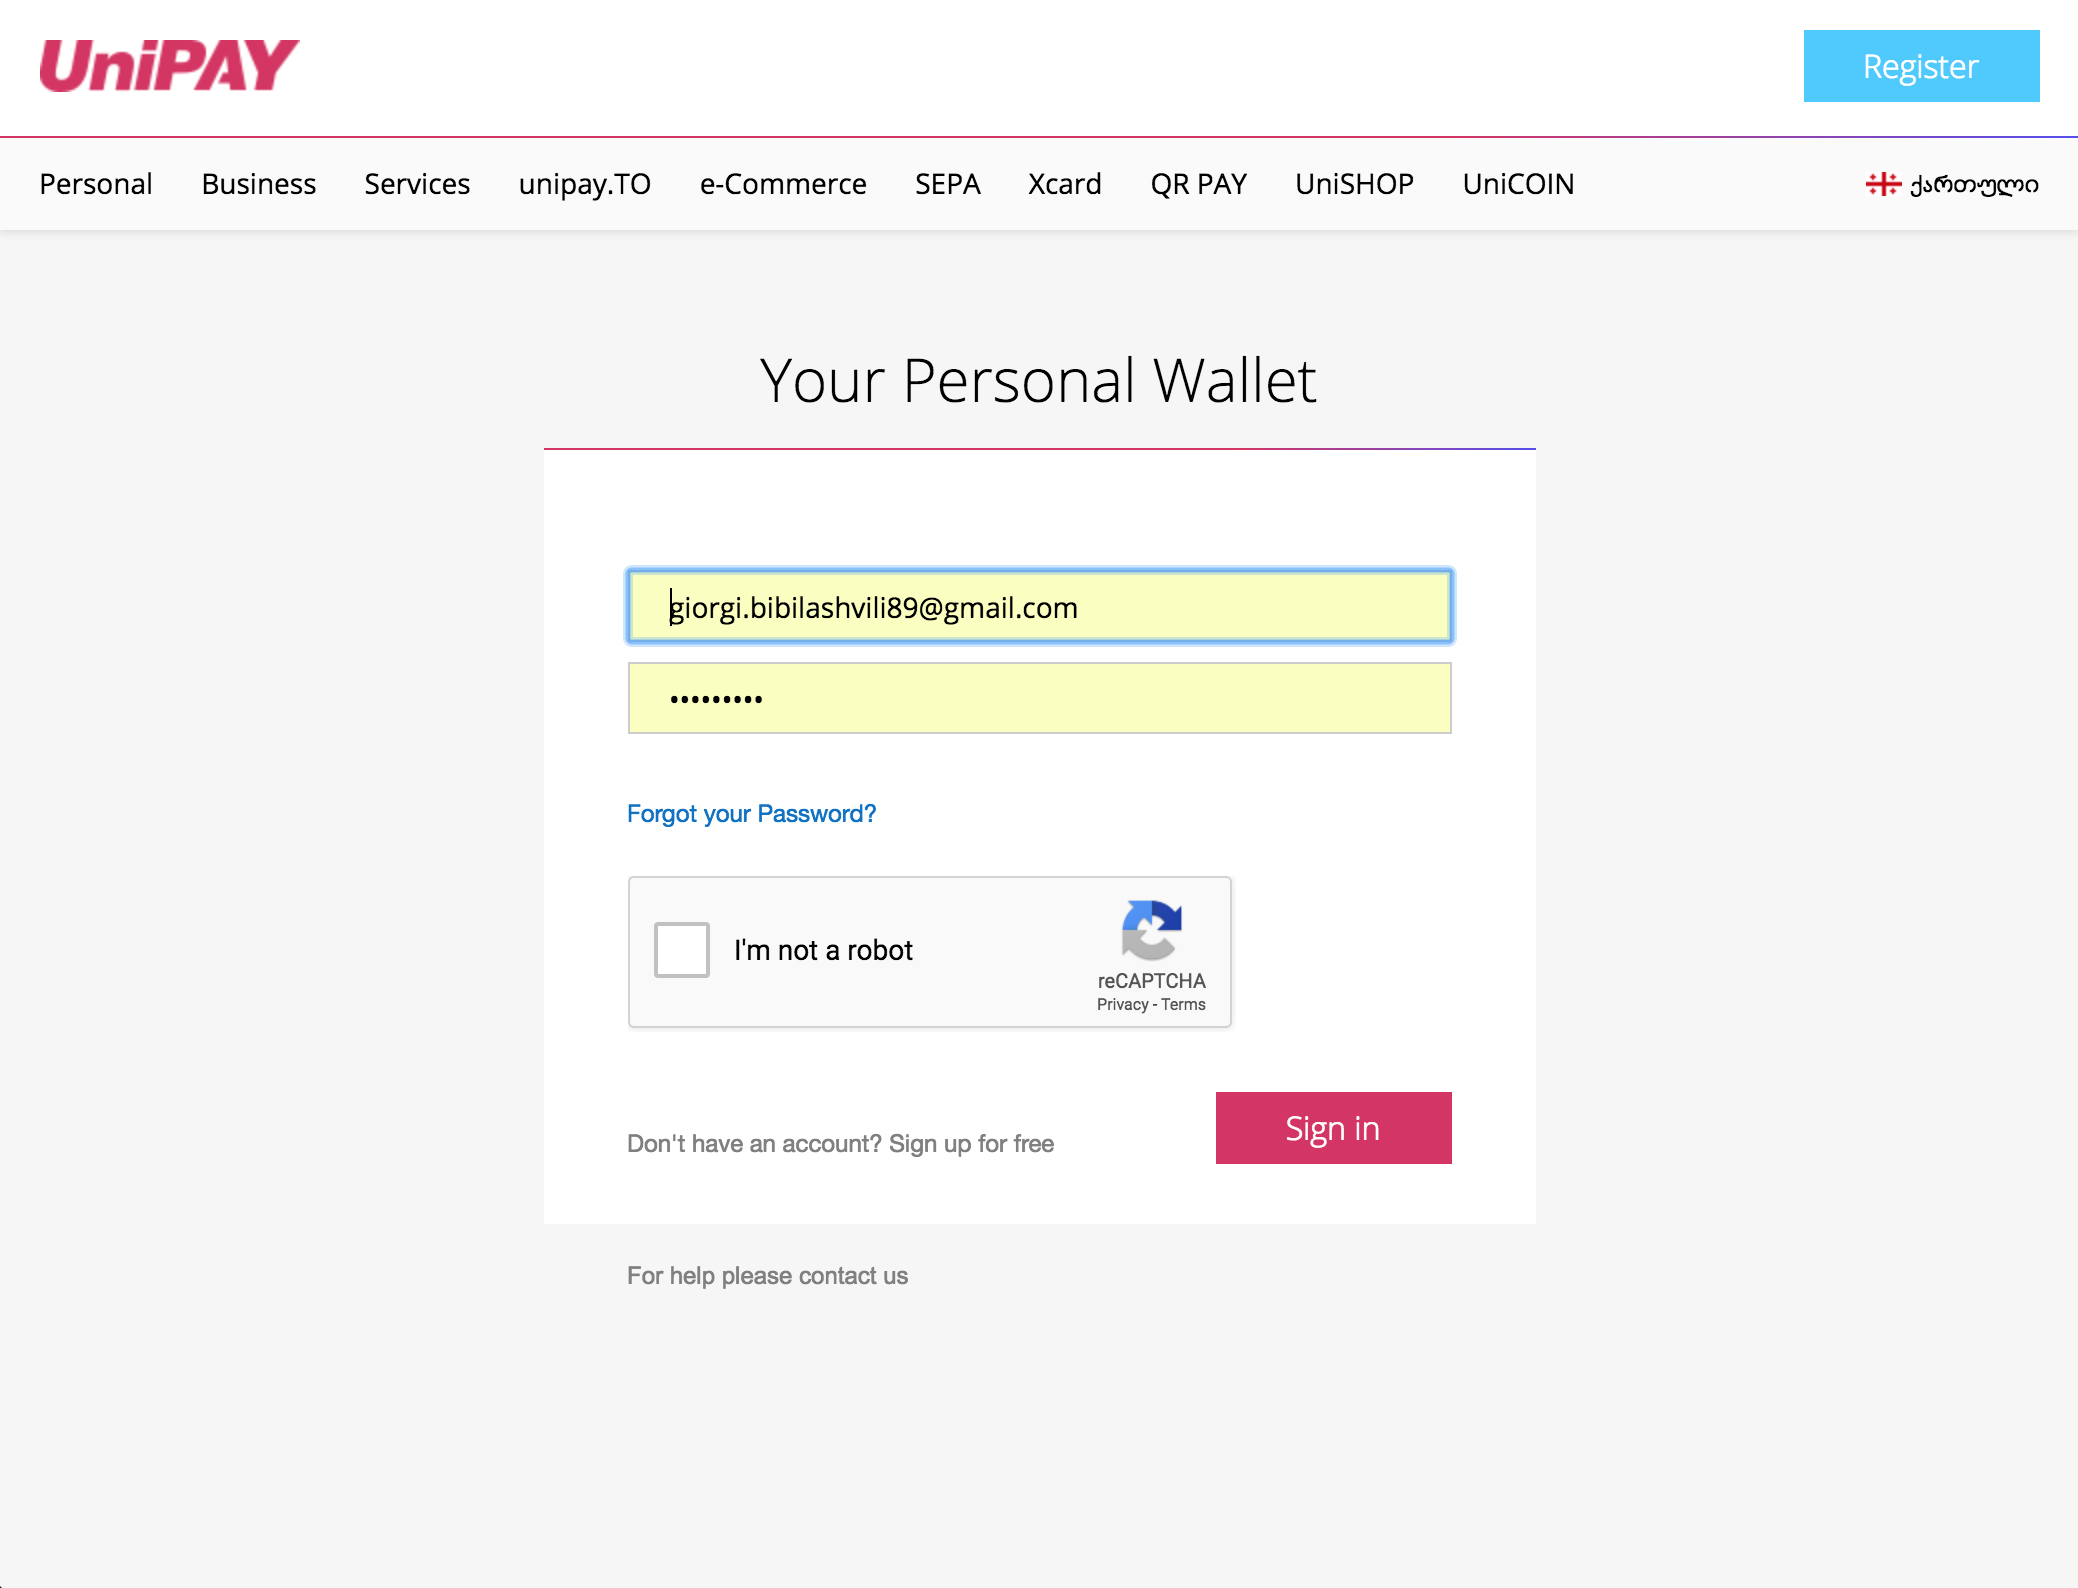 UniPAY
Register
Personal Business Services unipay.TO e-Commerce SEPA Xcard QR PAY UniSHOP UniCOIN ქართული
Your Personal Wallet
giorgi.bibilashvili89@gmail.com
•••••••••
Forgot your Password?
I'm not a robot
reCAPTCHA
Privacy - Terms
Don't have an account? Sign up for free
Sign in
For help please contact us